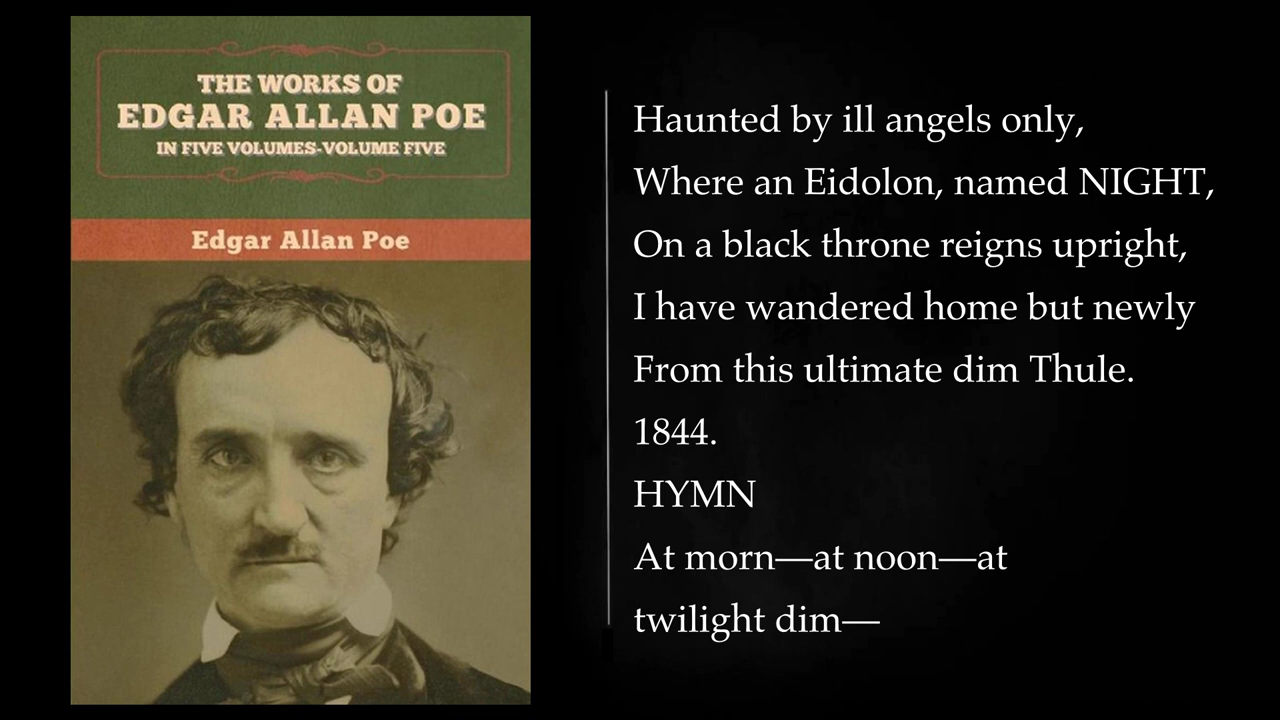 THE WORKS OF
EDGAR ALLAN POE
IN FIVE VOLUMES-VOLUME FIVE
Edgar Allan Poe
Haunted by ill angels only,
Where an Eidolon, named NIGHT,
On a black throne reigns upright,
I have wandered home but newly
From this ultimate dim Thule.
1844.
HYMN
At morn—at noon—at
twilight dim—